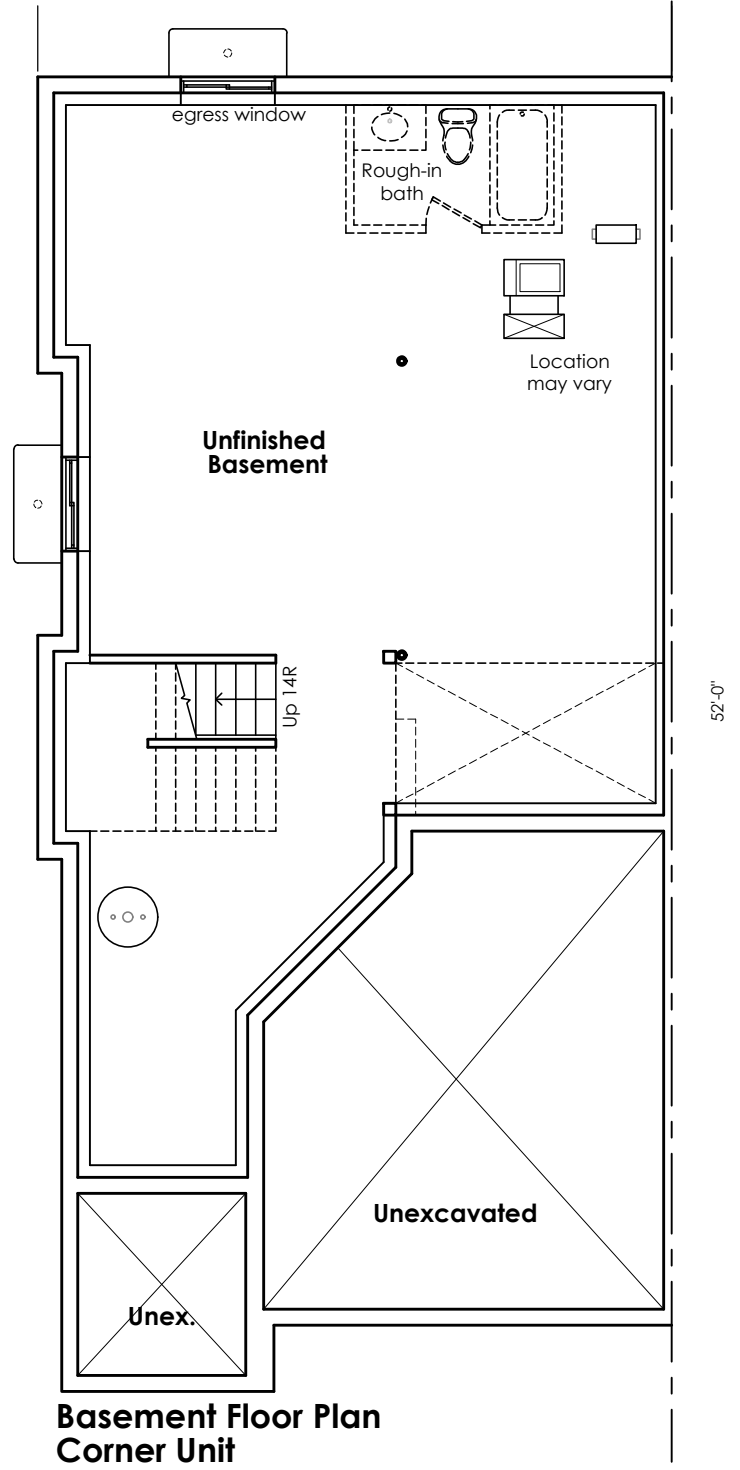 egress window
Rough-in
bath
Location
may vary
Unfinished
Basement
Up 14R
52'-0"
Unexcavated
Unex.
Basement Floor Plan
Corner Unit